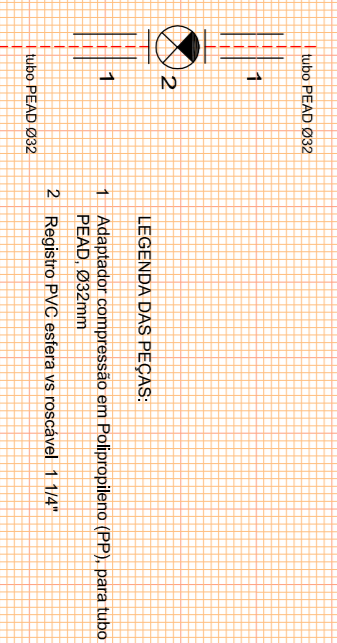 tubo PEAD Ø32
1
2
1
tubo PEAD Ø32
LEGENDA DAS PEÇAS:
1 Adaptador compressão em Polipropileno (PP), para tubo
PEAD, Ø32mm
2 Registro PVC esfera vs roscável 1 1/4"